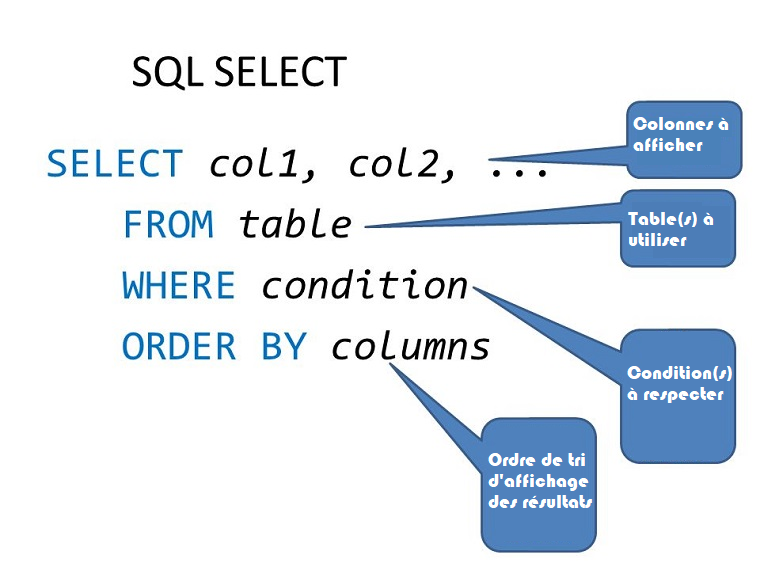 SQL SELECT
SELECT col1, col2, ...
FROM table
WHERE condition
ORDER BY columns
Colonnes à
afficher
Table(s) à
utiliser
Condition(s)
à respecter
Ordre de tri
d'affichage
des résultats